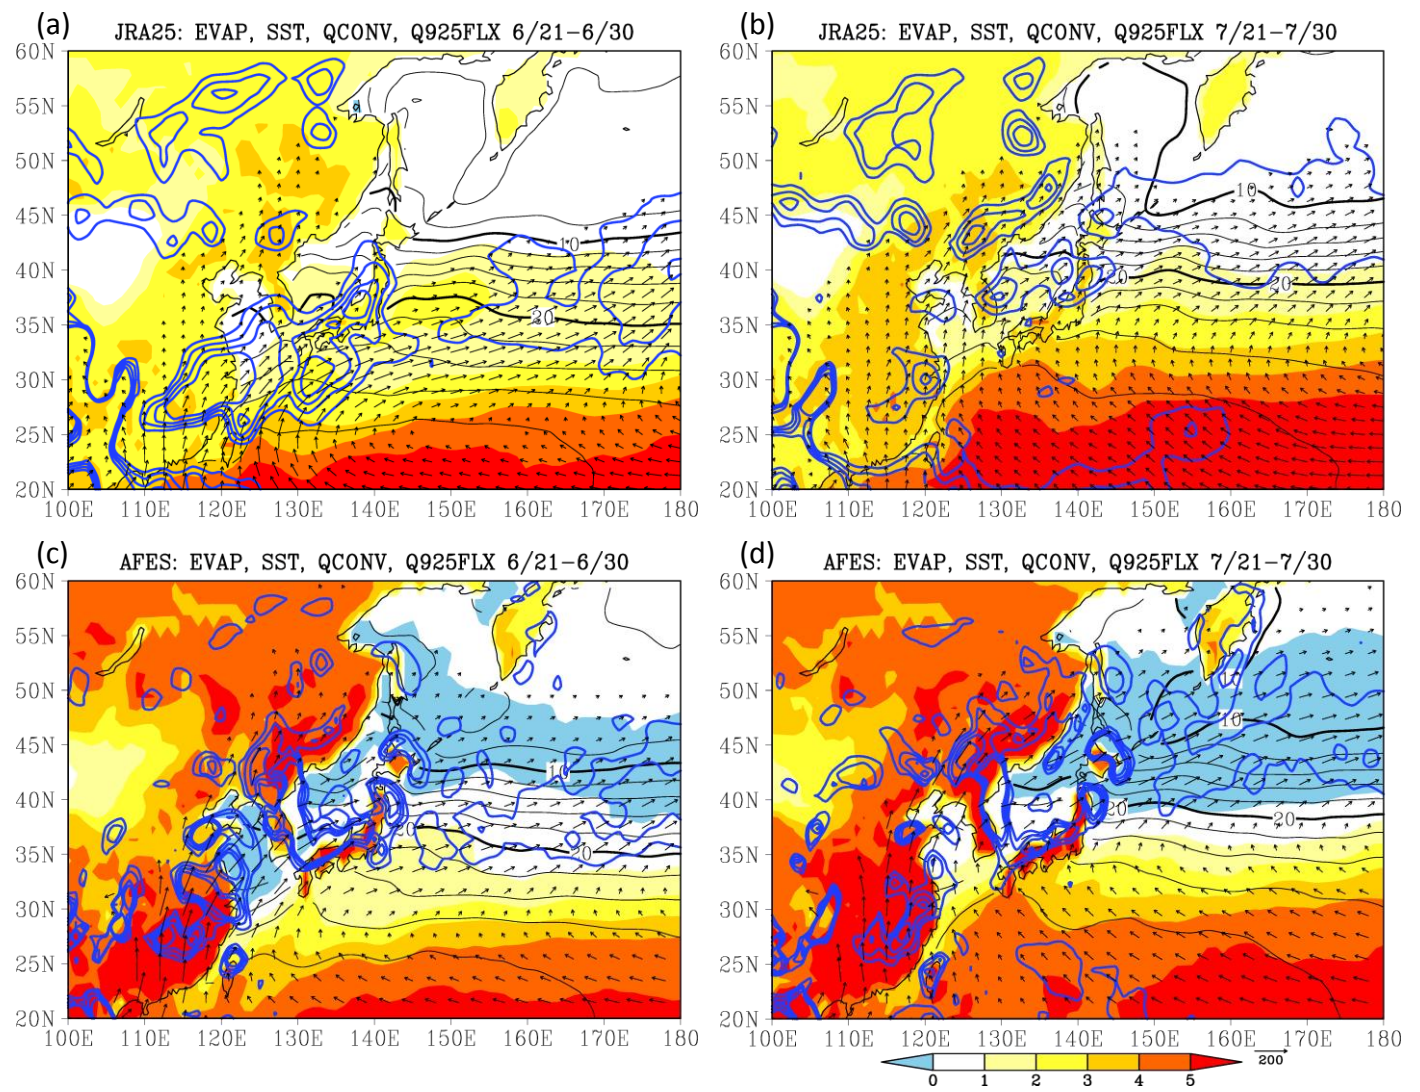 (a) JRA25: EVAP, SST, QCONV, Q925FLX 6/21-6/30
60N
55N
50N
45N
40N
35N
30N
25N
20N
10
20
100E 110E 120E 130E 140E 150E 160E 170E 180
(b) JRA25: EVAP, SST, QCONV, Q925FLX 7/21-7/30
60N
55N
50N
45N
40N
35N
30N
25N
20N
10
20
20
100E 110E 120E 130E 140E 150E 160E 170E 180
(c) AFES: EVAP, SST, QCONV, Q925FLX 6/21-6/30
60N
55N
50N
45N
40N
35N
30N
25N
20N
10
20
20
100E 110E 120E 130E 140E 150E 160E 170E 180
(d) AFES: EVAP, SST, QCONV, Q925FLX 7/21-7/30
60N
55N
50N
45N
40N
35N
30N
25N
20N
10
10
20
20
100E 110E 120E 130E 140E 150E 160E 170E 180
0 1 2 3 4 5
200